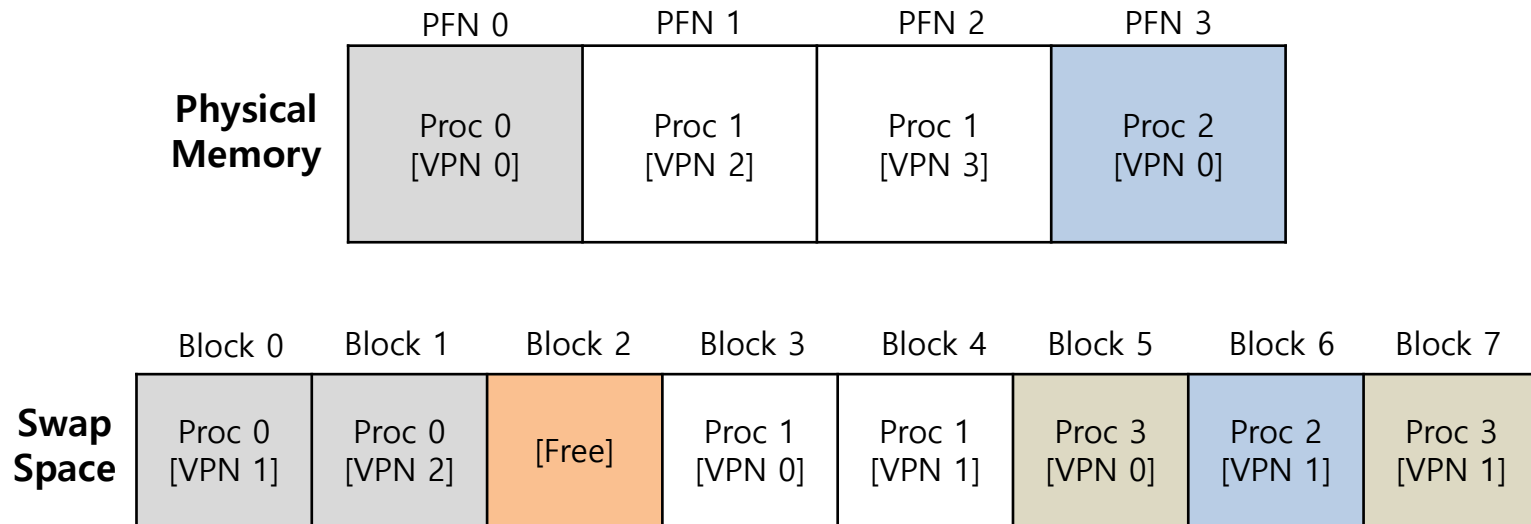 PFN 0 PFN 1 PFN 2 PFN 3
Physical
Memory
Proc 0
[VPN 0]
Proc 1
[VPN 2]
Proc 1
[VPN 3]
Proc 2
[VPN 0]
Block 0 Block 1 Block 2 Block 3 Block 4 Block 5 Block 6 Block 7
Swap
Space
Proc 0
[VPN 1]
Proc 0
[VPN 2]
[Free]
Proc 1
[VPN 0]
Proc 1
[VPN 1]
Proc 3
[VPN 0]
Proc 2
[VPN 1]
Proc 3
[VPN 1]